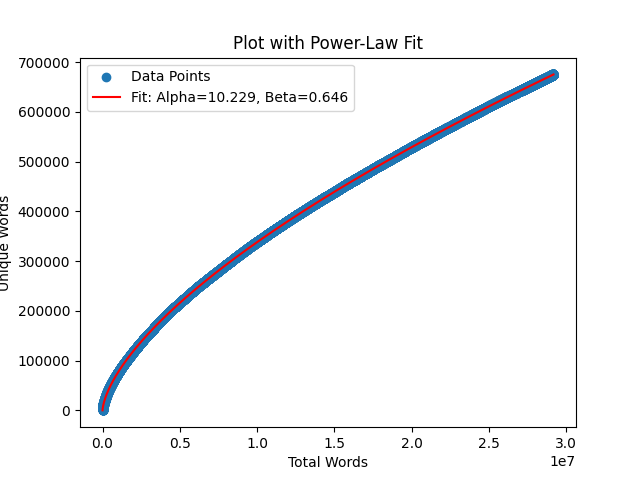 Plot with Power-Law Fit
Data Points
Fit: Alpha=10.229, Beta=0.646
700000
600000
500000
400000
300000
200000
100000
0
Unique Words
0.0 0.5 1.0 1.5 2.0 2.5 3.0
1e7
Total Words